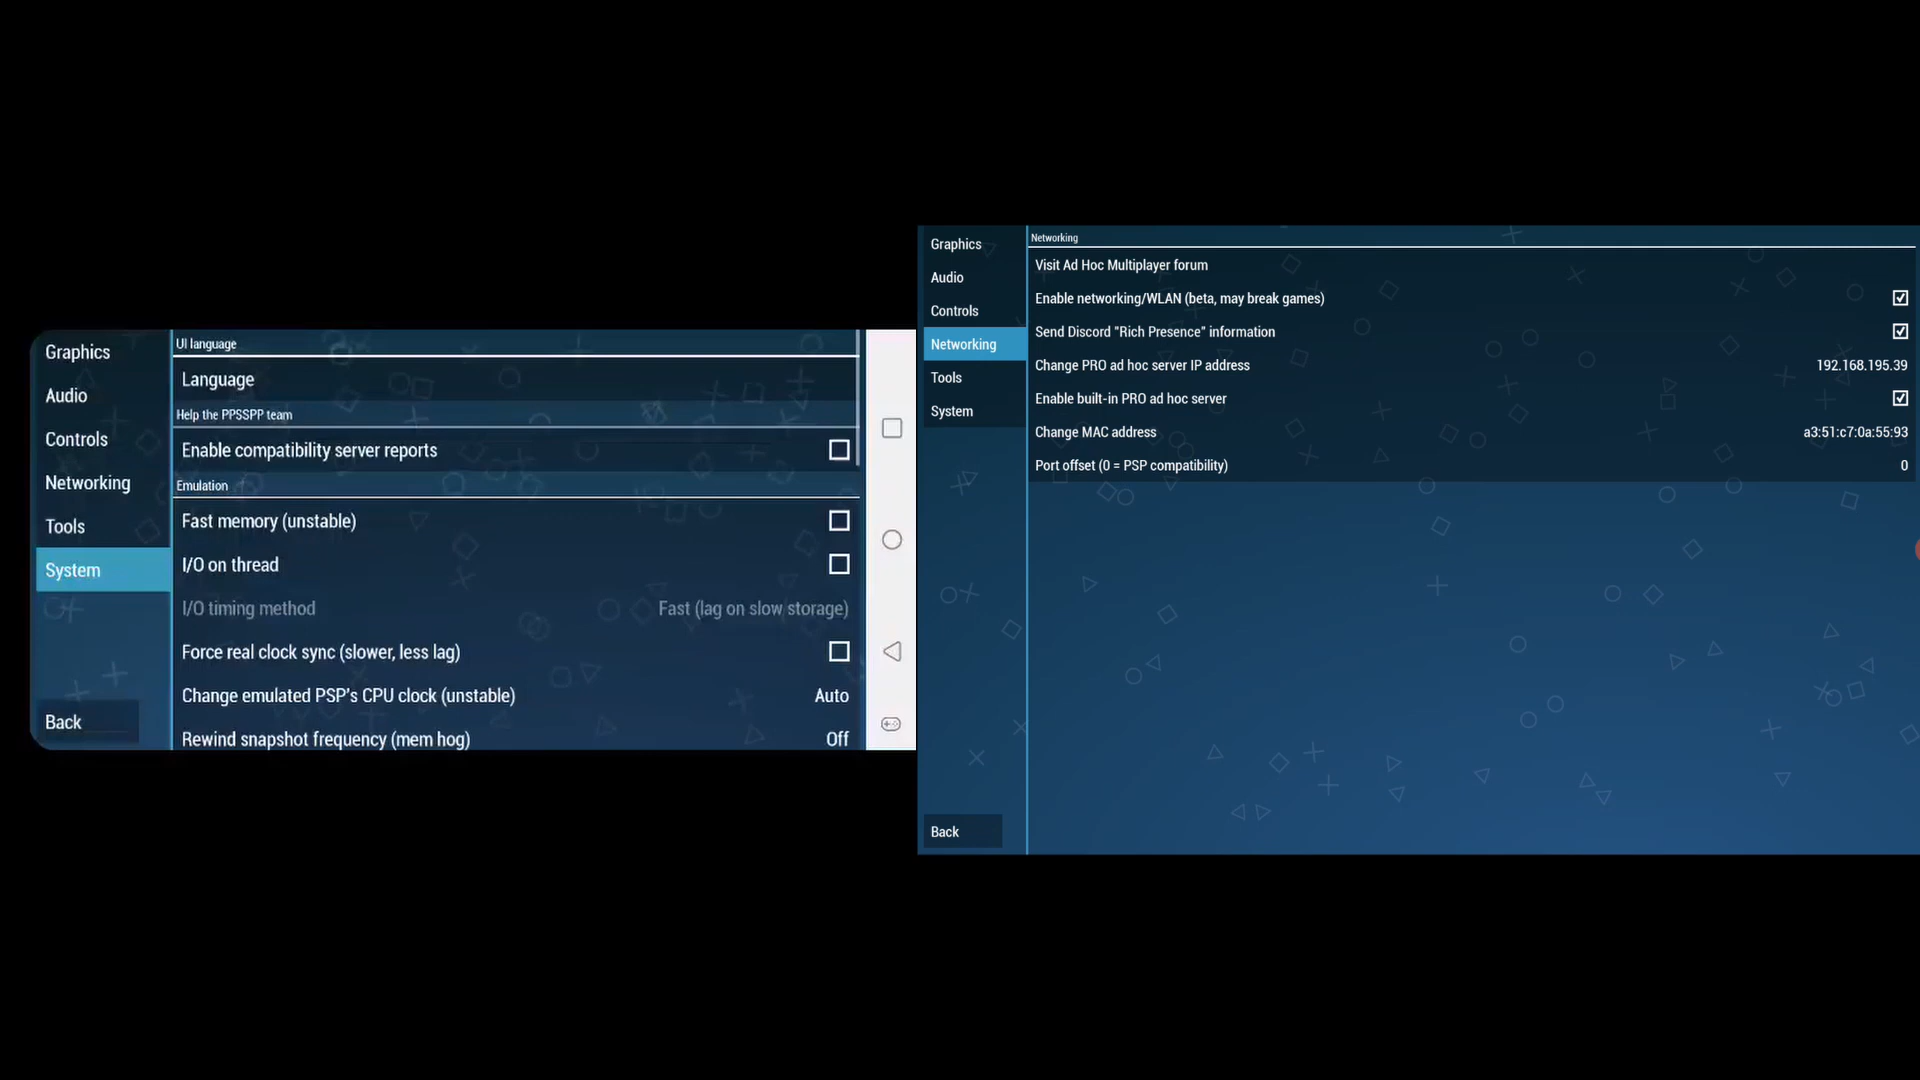 Graphics
Audio
Controls
Networking
Tools
System
Back
UI language
Language
Help the PPSSPP team
Enable compatibility server reports
Emulation
Fast memory (unstable)
I/O on thread
I/O timing method Fast (lag on slow storage)
Force real clock sync (slower, less lag)
Change emulated PSP's CPU clock (unstable) Auto
Rewind snapshot frequency (mem hog) Off
Graphics
Audio
Controls
Networking
Tools
System
Back
Networking
Visit Ad Hoc Multiplayer forum
Enable networking/WLAN (beta, may break games)
Send Discord "Rich Presence" information
Change PRO ad hoc server IP address 192.168.195.39
Enable built-in PRO ad hoc server
Change MAC address a3:51:c7:0a:55:93
Port offset (0 = PSP compatibility) 0